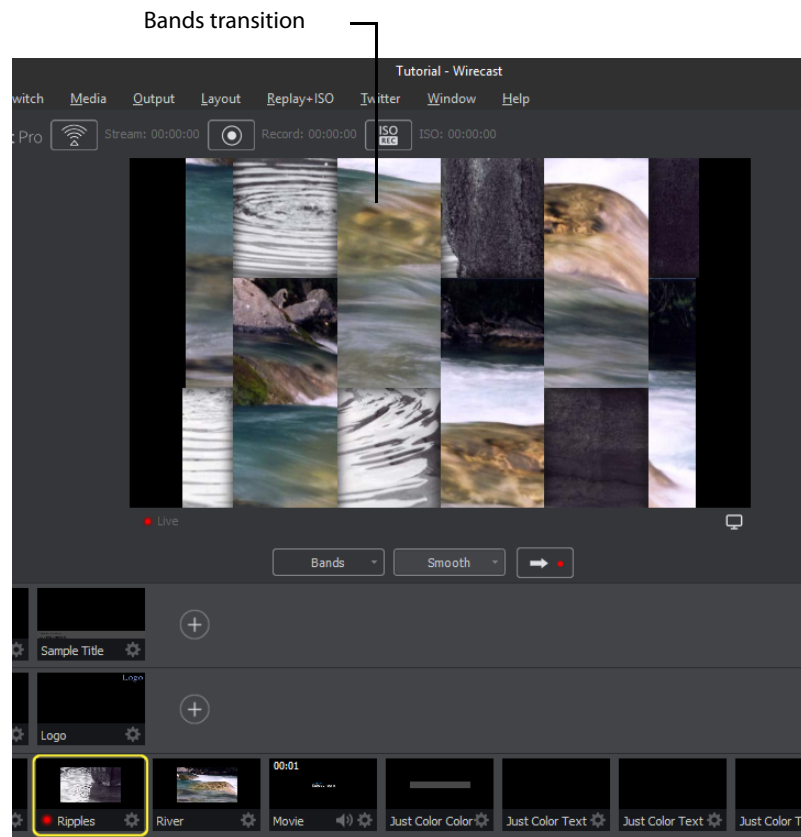 Bands transition
Tutorial - Wirecast
witch Media Output Layout Replay+ISO Twitter Window Help
Pro Stream: 00:00:00 Record: 00:00:00 ISO REC ISO: 00:00:00
Live
Bands Smooth
Sample Title
Logo
Logo
00:01
Ripples River Movie Just Color Color Just Color Text Just Color Text Just Color T